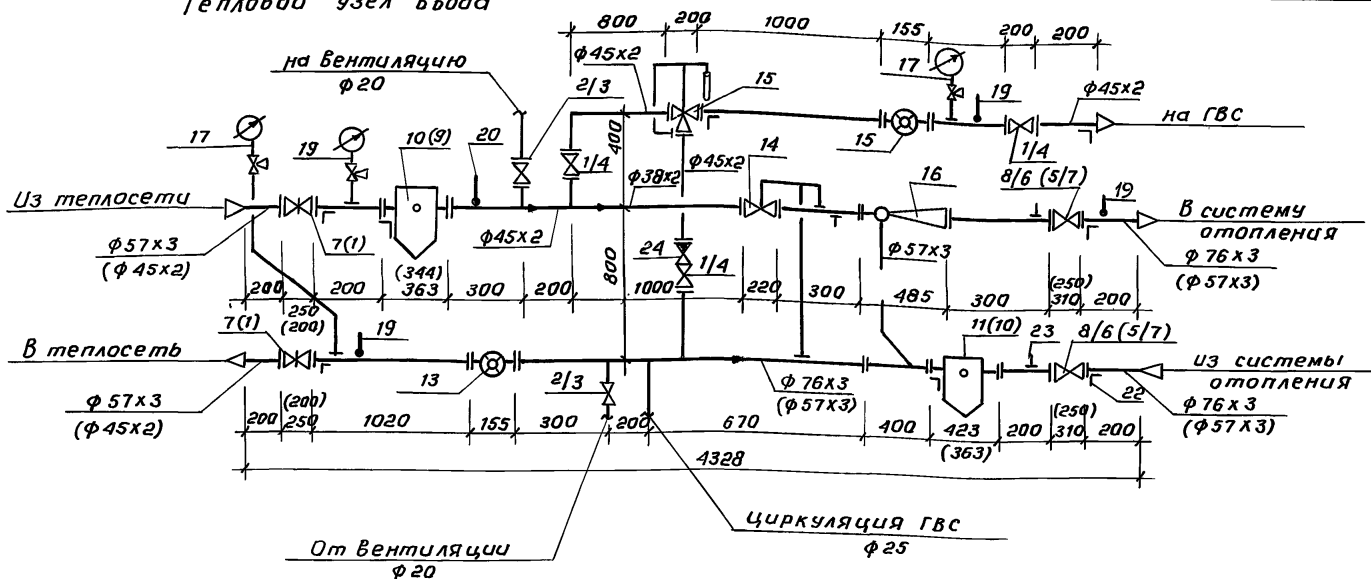 Тепловой узел ввода
800 200 1000 155 200 200
на вентиляцию
ф20
ф45х2
2/3
15
17
19
ф45х2
на ГВС
17
19
10(9)
20
1/4
400
ф45х2
14
15
1/4
16
8/6 (5/7)
19
Из теплосети
ф38х2
В систему
отопления
ф57х3
(ф45х2)
7(1)
(344)
ф45х2
24
1/4
800
ф57х3
ф76х3
(ф57х3)
200 250 (200) 200 363 300 200 1000 220 300 485 300 (250) 310 200
7(1)
19
11(10)
23
8/6 (5/7)
В теплосеть
из системы
отопления
13
2/3
ф76х3
(ф57х3)
22
ф57х3
(ф45х2)
ф76х3
(ф57х3)
200 (200) 250 1020 155 300 200 670 400 423 (363) 200 (250) 310 200
4328
Циркуляция ГВС
ф25
От вентиляции
ф20